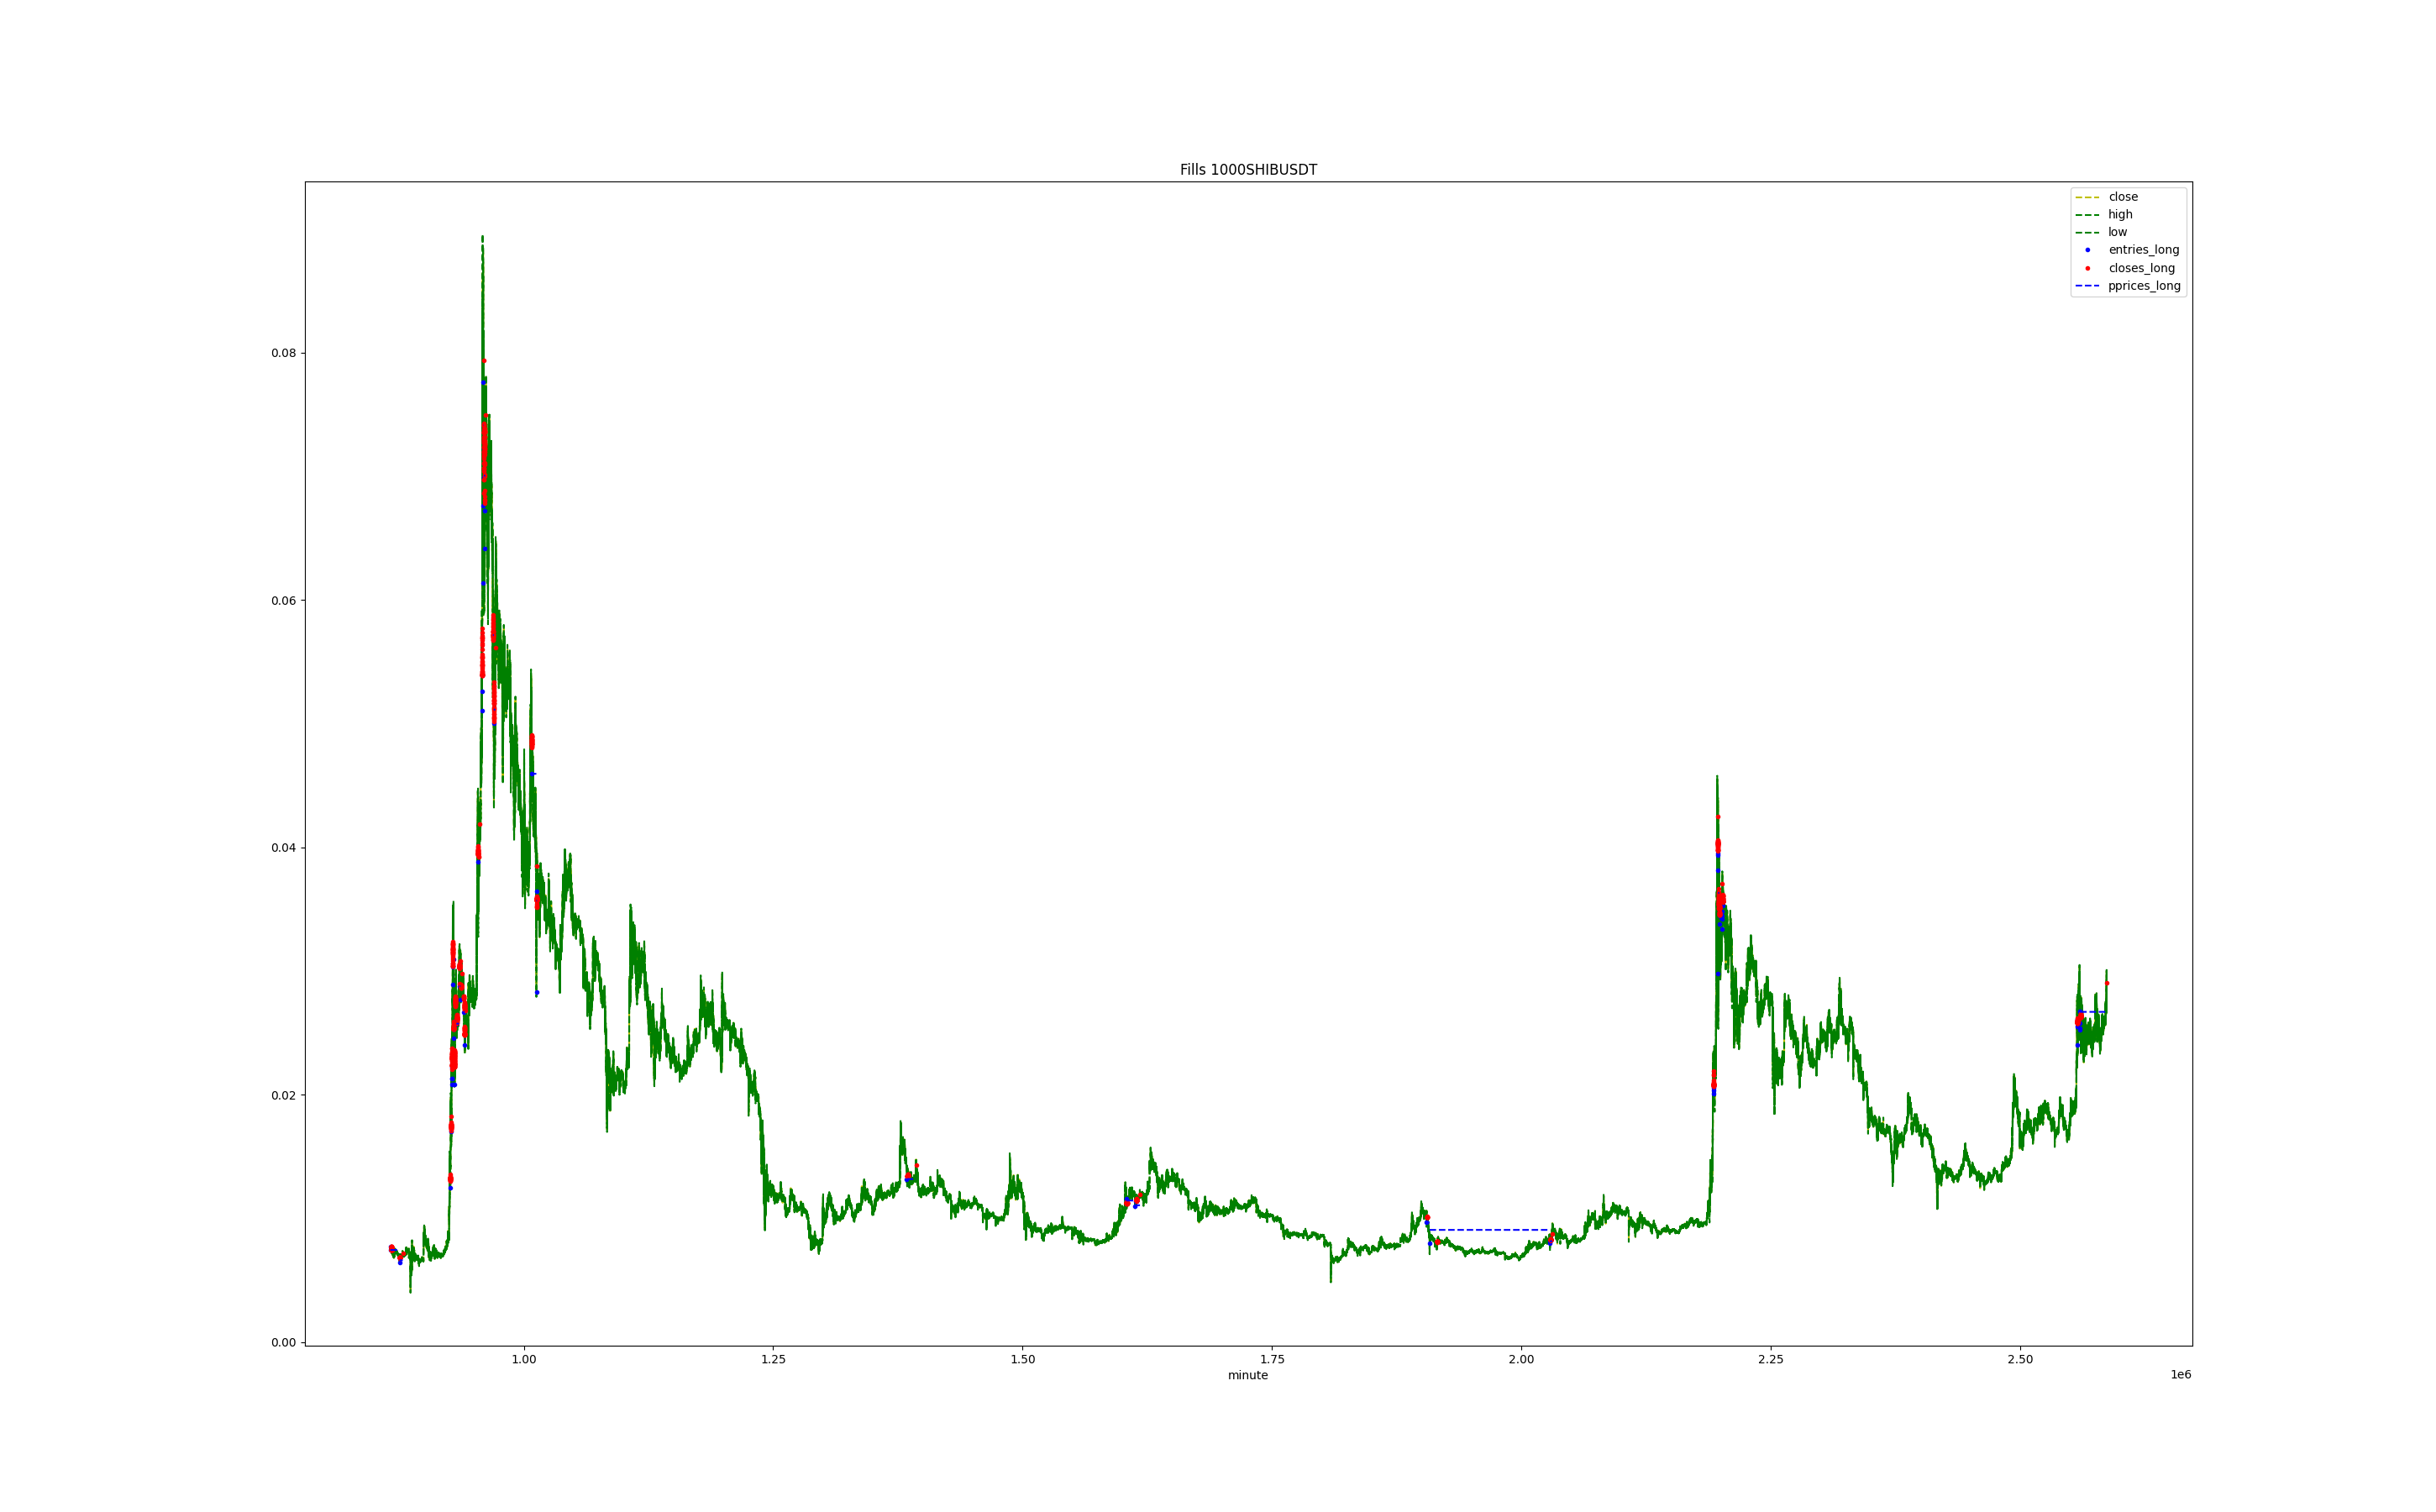 Fills 1000SHIBUSDT
close
high
low
entries_long
closes_long
pprices_long
0.08
0.06
0.04
0.02
0.00
1.00 1.25 1.50 1.75 2.00 2.25 2.50
minute
1e6